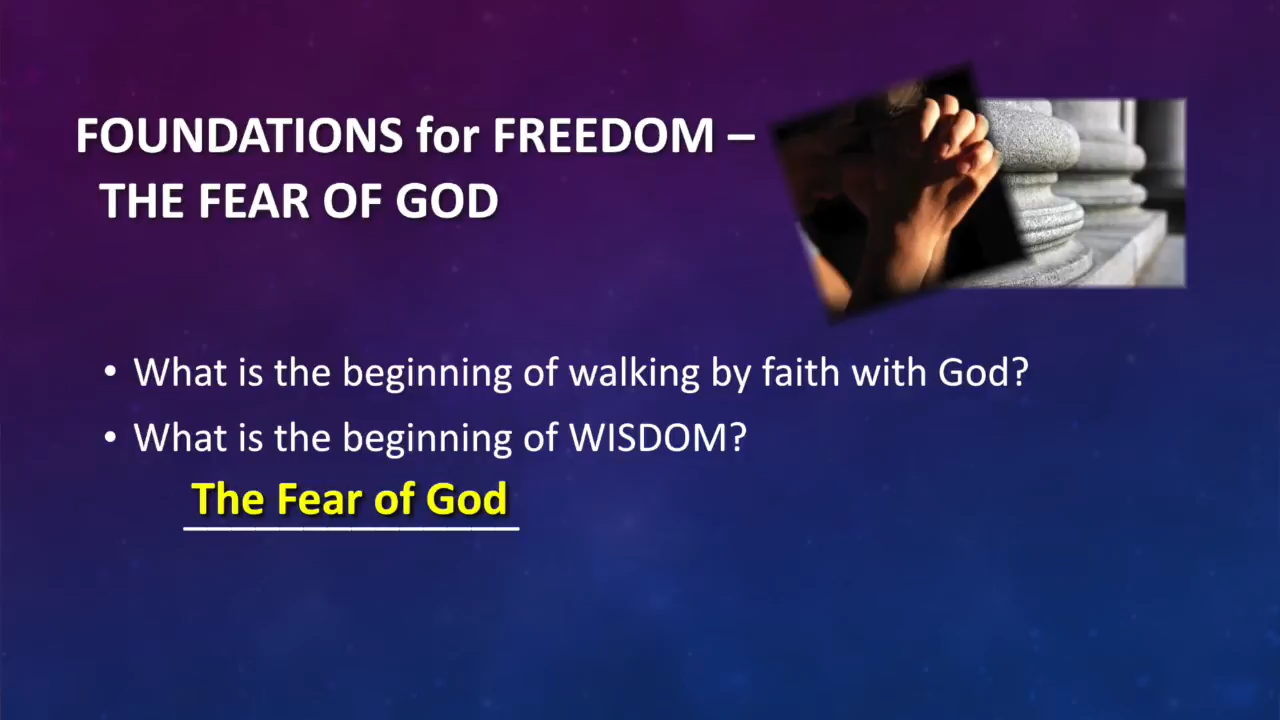 FOUNDATIONS for FREEDOM –
THE FEAR OF GOD
• What is the beginning of walking by faith with God?
• What is the beginning of WISDOM?
The Fear of God